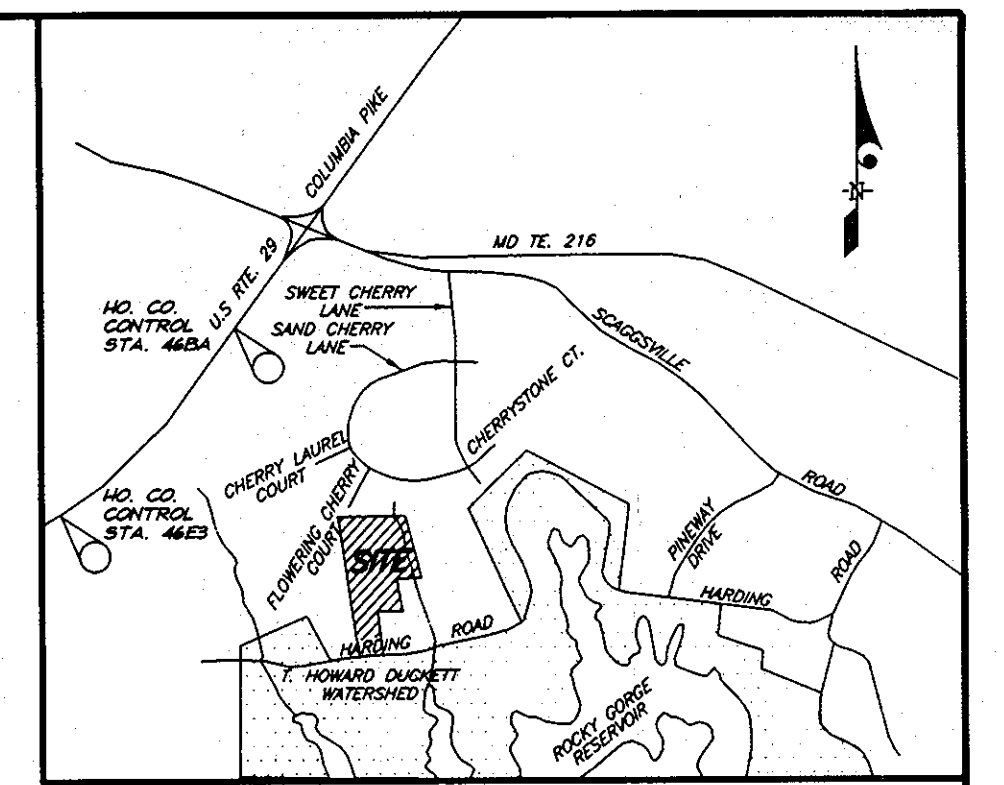 COLUMBIA PIKE
-N-
U.S RTE. 29
MD TE. 216
HO. CO.
CONTROL
STA. 46BA
SWEET CHERRY
LANE
SAND CHERRY
LANE
SCAGGSVILLE
ROAD
CHERRYSTONE CT.
CHERRY LAUREL
COURT
FLOWERING CHERRY
COURT
HO. CO.
CONTROL
STA. 46E3
SITE
PINEWAY
DRIVE
ROAD
HARDING
HARDING
ROAD
T. HOWARD DUCKETT
WATERSHED
ROCKY GORGE
RESERVOIR